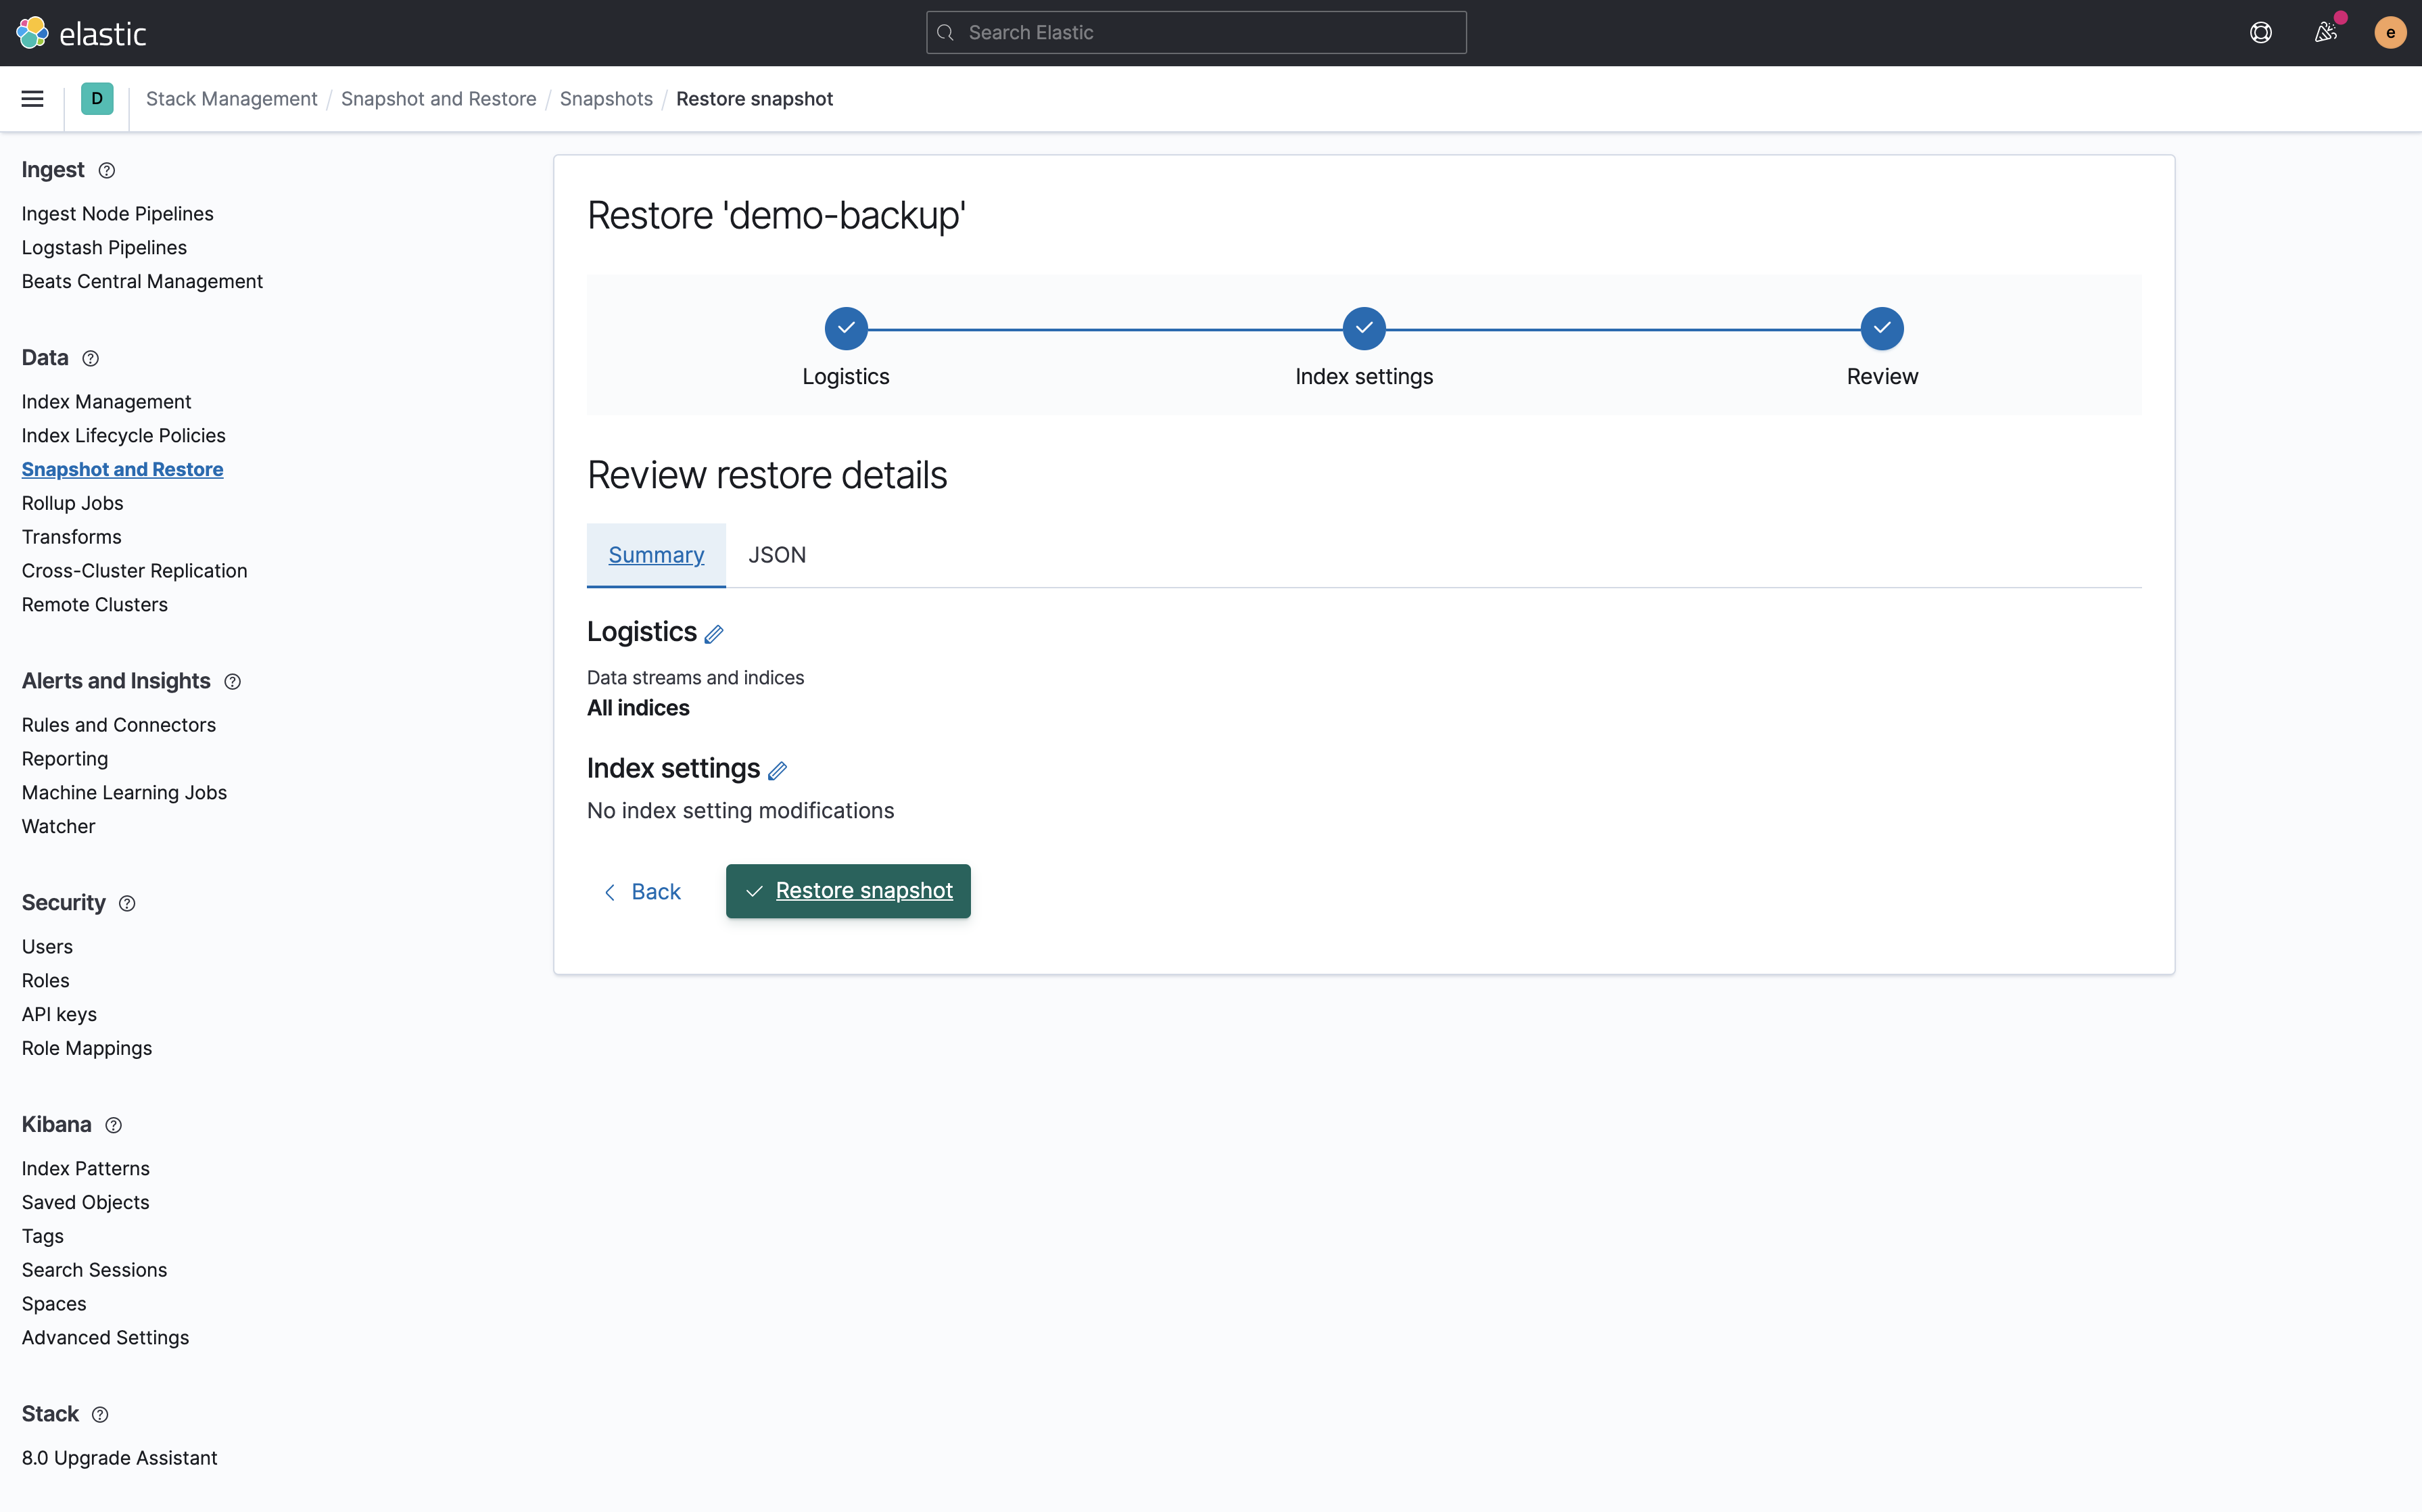 elastic
Search Elastic
e
D
Stack Management / Snapshot and Restore / Snapshots / Restore snapshot
Ingest
Ingest Node Pipelines
Logstash Pipelines
Beats Central Management
Data
Index Management
Index Lifecycle Policies
Snapshot and Restore
Rollup Jobs
Transforms
Cross-Cluster Replication
Remote Clusters
Alerts and Insights
Rules and Connectors
Reporting
Machine Learning Jobs
Watcher
Security
Users
Roles
API keys
Role Mappings
Kibana
Index Patterns
Saved Objects
Tags
Search Sessions
Spaces
Advanced Settings
Stack
8.0 Upgrade Assistant
Restore 'demo-backup'
Logistics
Index settings
Review
Review restore details
Summary
JSON
Logistics
Data streams and indices
All indices
Index settings
No index setting modifications
Back
Restore snapshot